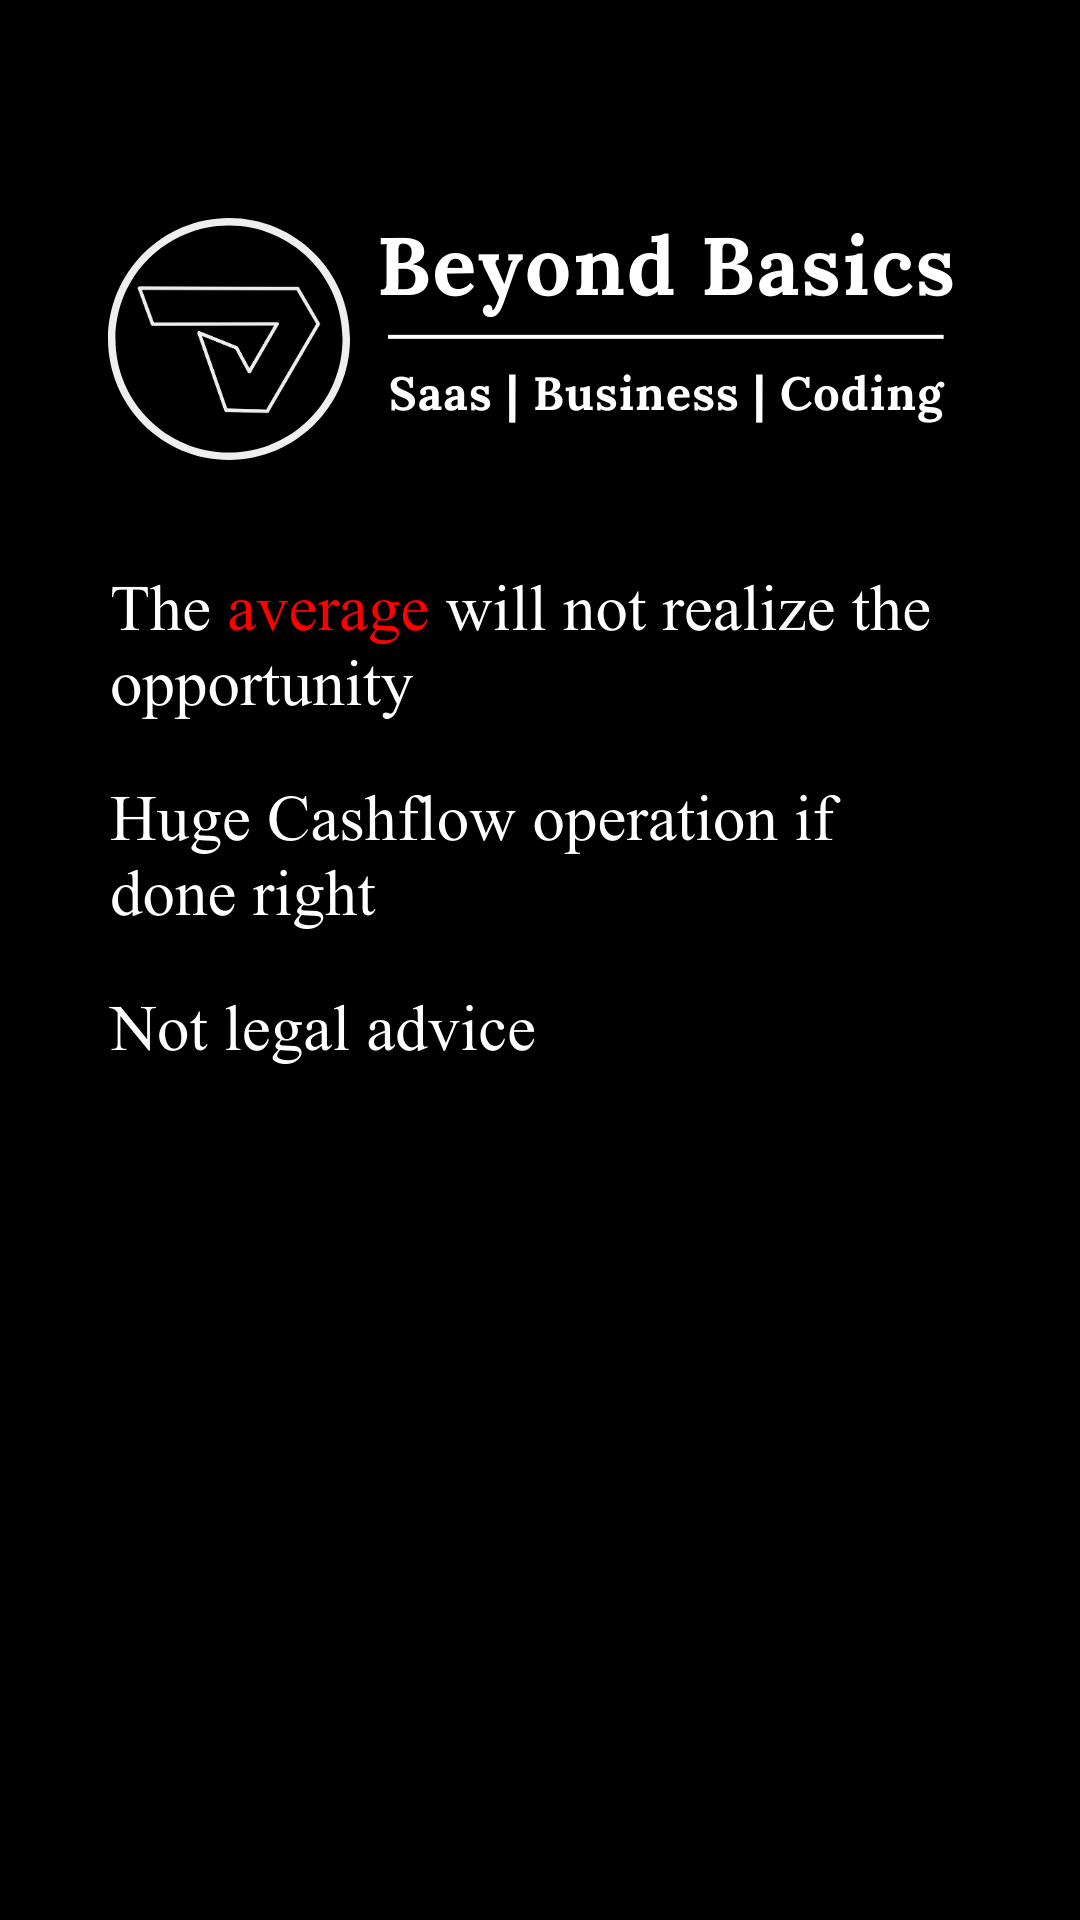 Beyond Basics
Saas | Business | Coding
The average will not realize the
opportunity
Huge Cashflow operation if
done right
Not legal advice